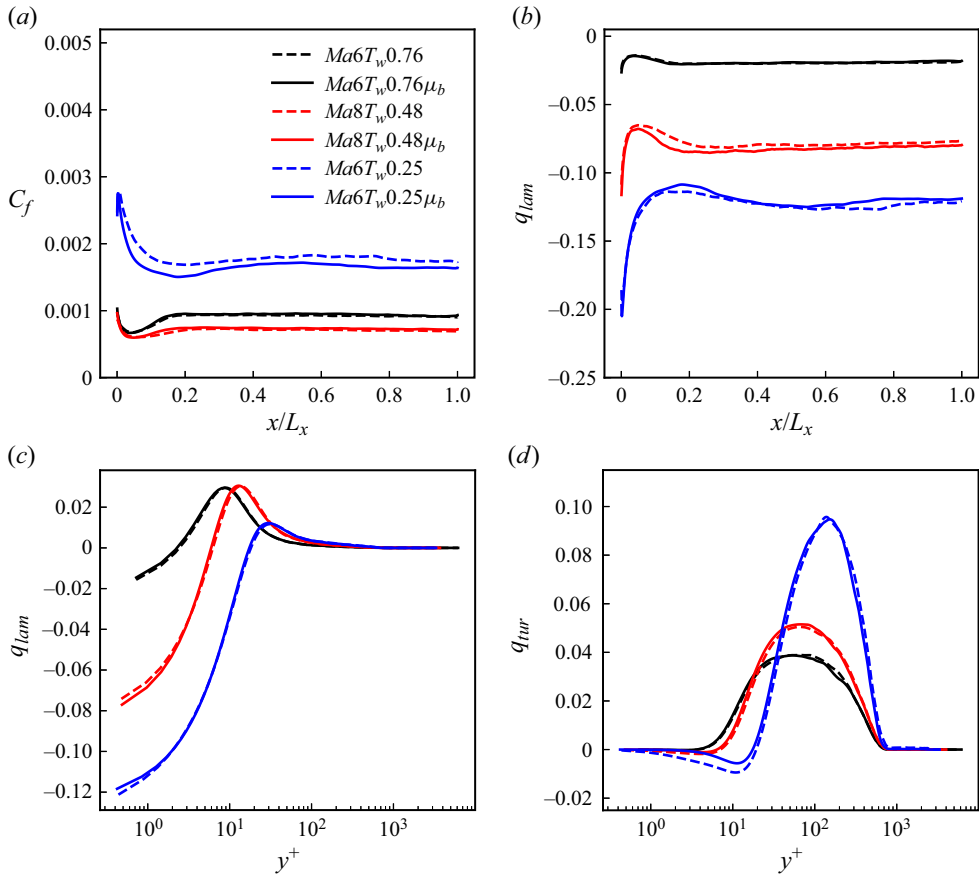 (a)
0.005
0.004
0.003
0.002
0.001
0
C_f
Ma6T_w0.76
Ma6T_w0.76μ_b
Ma8T_w0.48
Ma8T_w0.48μ_b
Ma6T_w0.25
Ma6T_w0.25μ_b
0 0.2 0.4 0.6 0.8 1.0
x/L_x
(b)
0
−0.05
−0.10
−0.15
−0.20
−0.25
q_lam
0 0.2 0.4 0.6 0.8 1.0
x/L_x
(c)
0.02
0
−0.02
−0.04
−0.06
−0.08
−0.10
−0.12
q_lam
10^0 10^1 10^2 10^3
y^+
(d)
0.10
0.08
0.06
0.04
0.02
0
−0.02
q_tur
10^0 10^1 10^2 10^3
y^+